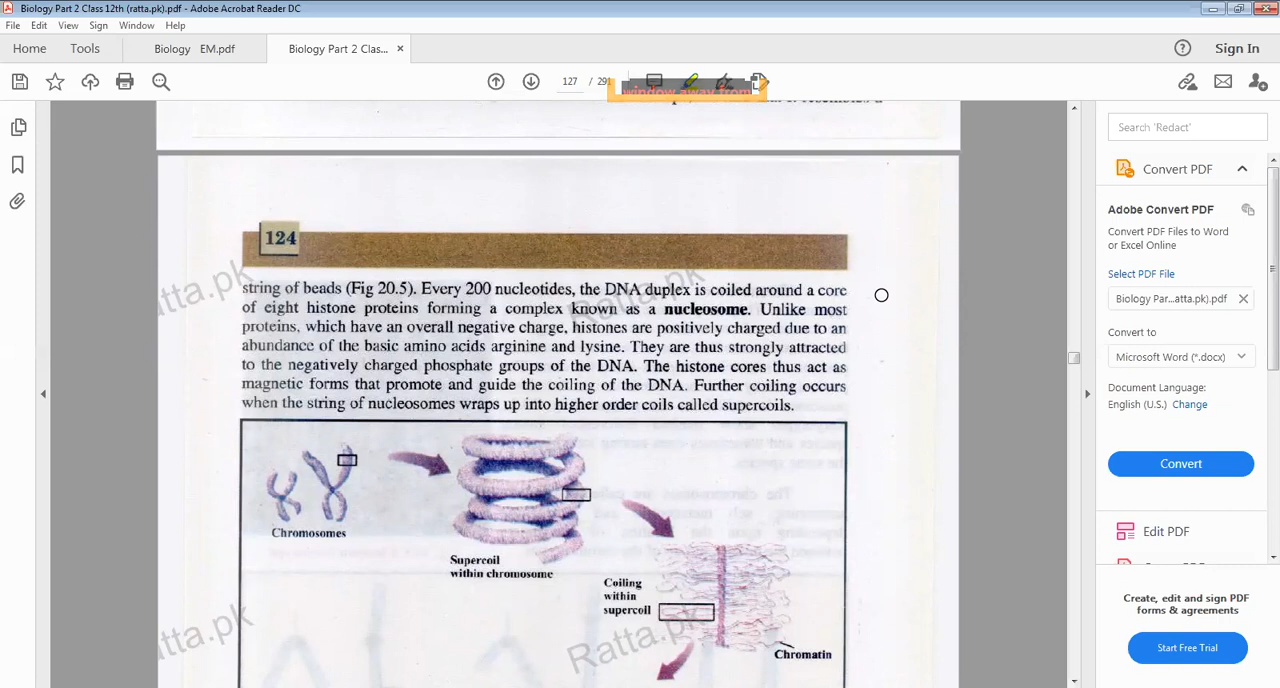 Biology Part 2 Class 12th (ratta.pk).pdf - Adobe Acrobat Reader DC
File Edit View Sign Window Help
Home Tools Biology EM.pdf Biology Part 2 Clas... × Sign In
127 / 291
window away from
124
string of beads (Fig 20.5). Every 200 nucleotides, the DNA duplex is coiled around a core
of eight histone proteins forming a complex known as a nucleosome. Unlike most
proteins, which have an overall negative charge, histones are positively charged due to an
abundance of the basic amino acids arginine and lysine. They are thus strongly attracted
to the negatively charged phosphate groups of the DNA. The histone cores thus act as
magnetic forms that promote and guide the coiling of the DNA. Further coiling occurs
when the string of nucleosomes wraps up into higher order coils called supercoils.
Chromosomes
Supercoil
within chromosome
Coiling
within
supercoil
Chromatin
Ratta.pk
Ratta.pk
Search 'Redact'
Convert PDF
Adobe Convert PDF
Convert PDF Files to Word
or Excel Online
Select PDF File
Biology Par...atta.pk).pdf
Convert to
Microsoft Word (*.docx)
Document Language:
English (U.S.) Change
Convert
Edit PDF
Create, edit and sign PDF
forms & agreements
Start Free Trial